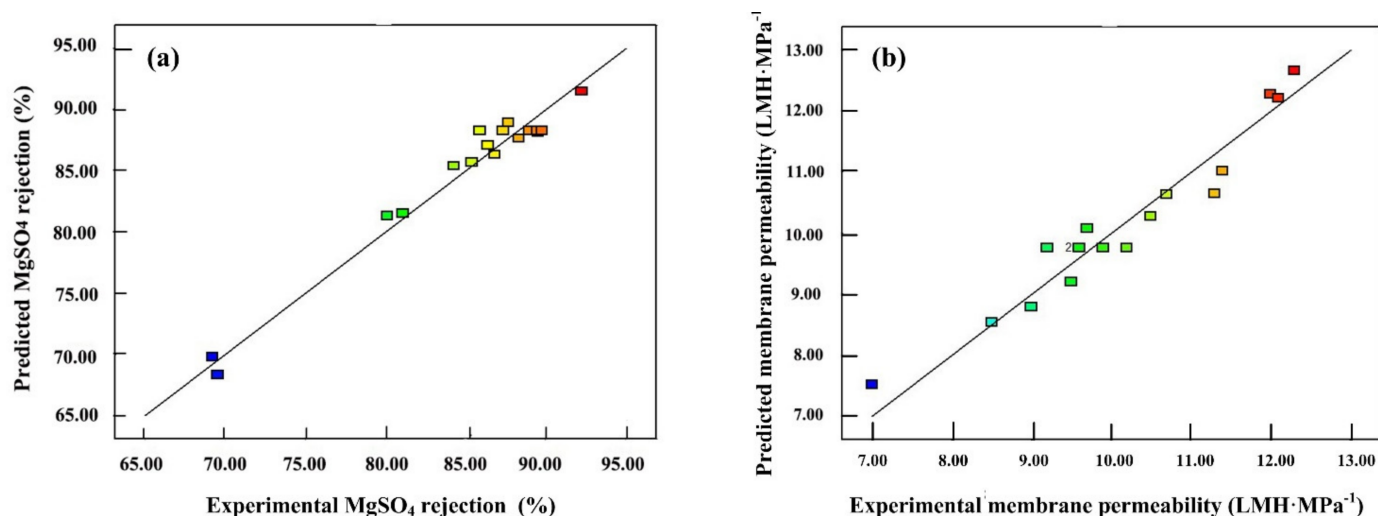 (a)
Predicted MgSO4 rejection (%)
95.00
90.00
85.00
80.00
75.00
70.00
65.00
65.00 70.00 75.00 80.00 85.00 90.00 95.00
Experimental MgSO₄ rejection (%)
(b)
Predicted membrane permeability (LMH·MPa⁻¹
13.00
12.00
11.00
10.00
9.00
8.00
7.00
2
7.00 8.00 9.00 10.00 11.00 12.00 13.00
Experimental membrane permeability (LMH·MPa⁻¹)